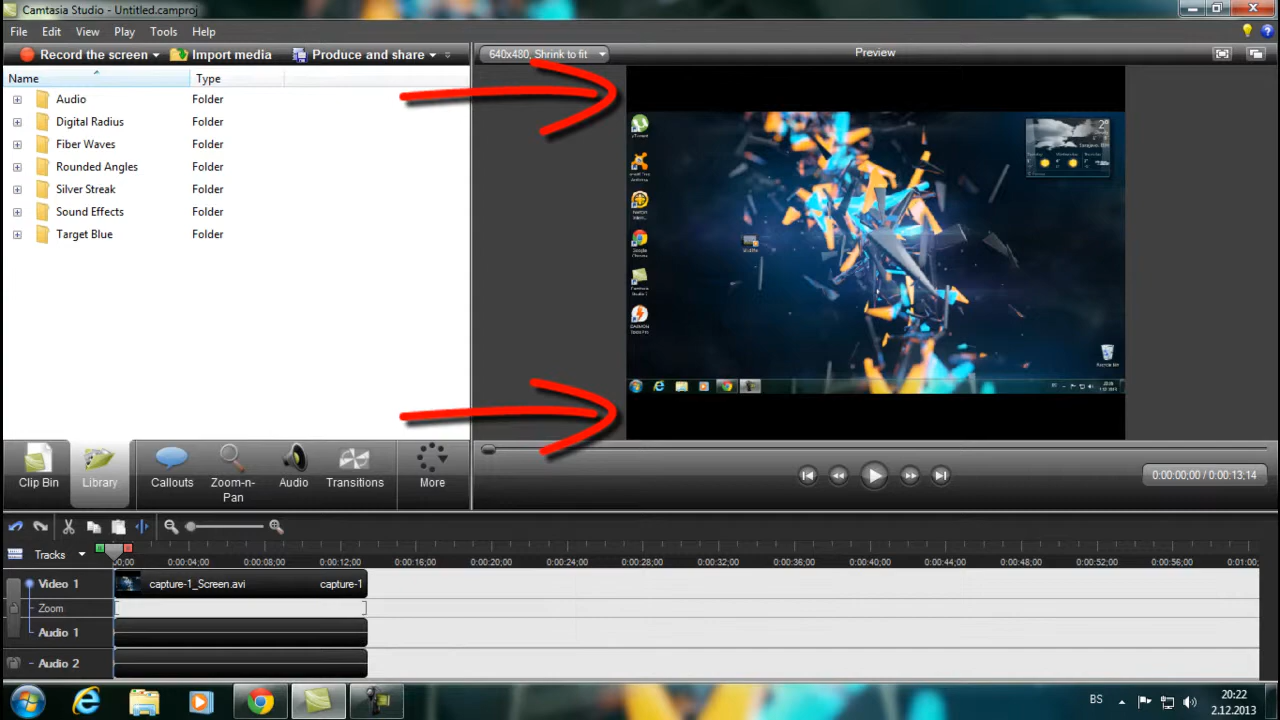 Camtasia Studio - Untitled.camproj
File Edit View Play Tools Help
Record the screen Import media Produce and share
640x480, Shrink to fit
Preview
Name Type
Audio Folder
Digital Radius Folder
Fiber Waves Folder
Rounded Angles Folder
Silver Streak Folder
Sound Effects Folder
Target Blue Folder
2°
Google
Chrome
Clip Bin
Library
Callouts
Zoom-n-
Pan
Audio
Transitions
More
0:00:00;00 / 0:00:13;14
Tracks
00;00 0:00:04;00 0:00:08;00 0:00:12;00 0:00:16;00 0:00:20;00 0:00:24;00 0:00:28;00 0:00:32;00 0:00:36;00 0:00:40;00 0:00:44;00 0:00:48;00 0:00:52;00 0:00:56;00 0:01:00;
Video 1 capture-1_Screen.avi capture-1
Zoom
Audio 1
Audio 2
BS
20:22
2.12.2013